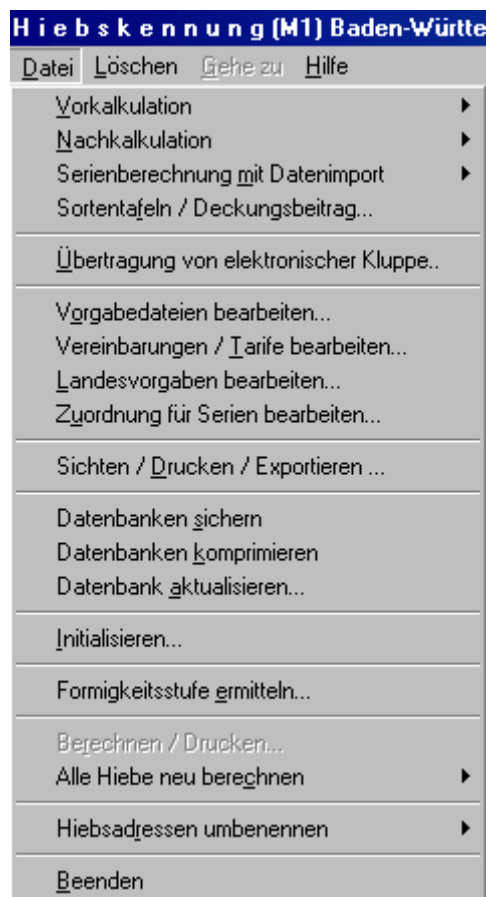 H i e b s k e n n u n g (M1) Baden-Württe
Datei Löschen Gehe zu Hilfe
Vorkalkulation
Nachkalkulation
Serienberechnung mit Datenimport
Sortentafeln / Deckungsbeitrag...
Übertragung von elektronischer Kluppe..
Vorgabedateien bearbeiten...
Vereinbarungen / Tarife bearbeiten...
Landesvorgaben bearbeiten...
Zuordnung für Serien bearbeiten...
Sichten / Drucken / Exportieren ...
Datenbanken sichern
Datenbanken komprimieren
Datenbank aktualisieren...
Initialisieren...
Formigkeitsstufe ermitteln...
Berechnen / Drucken...
Alle Hiebe neu berechnen
Hiebsadressen umbenennen
Beenden